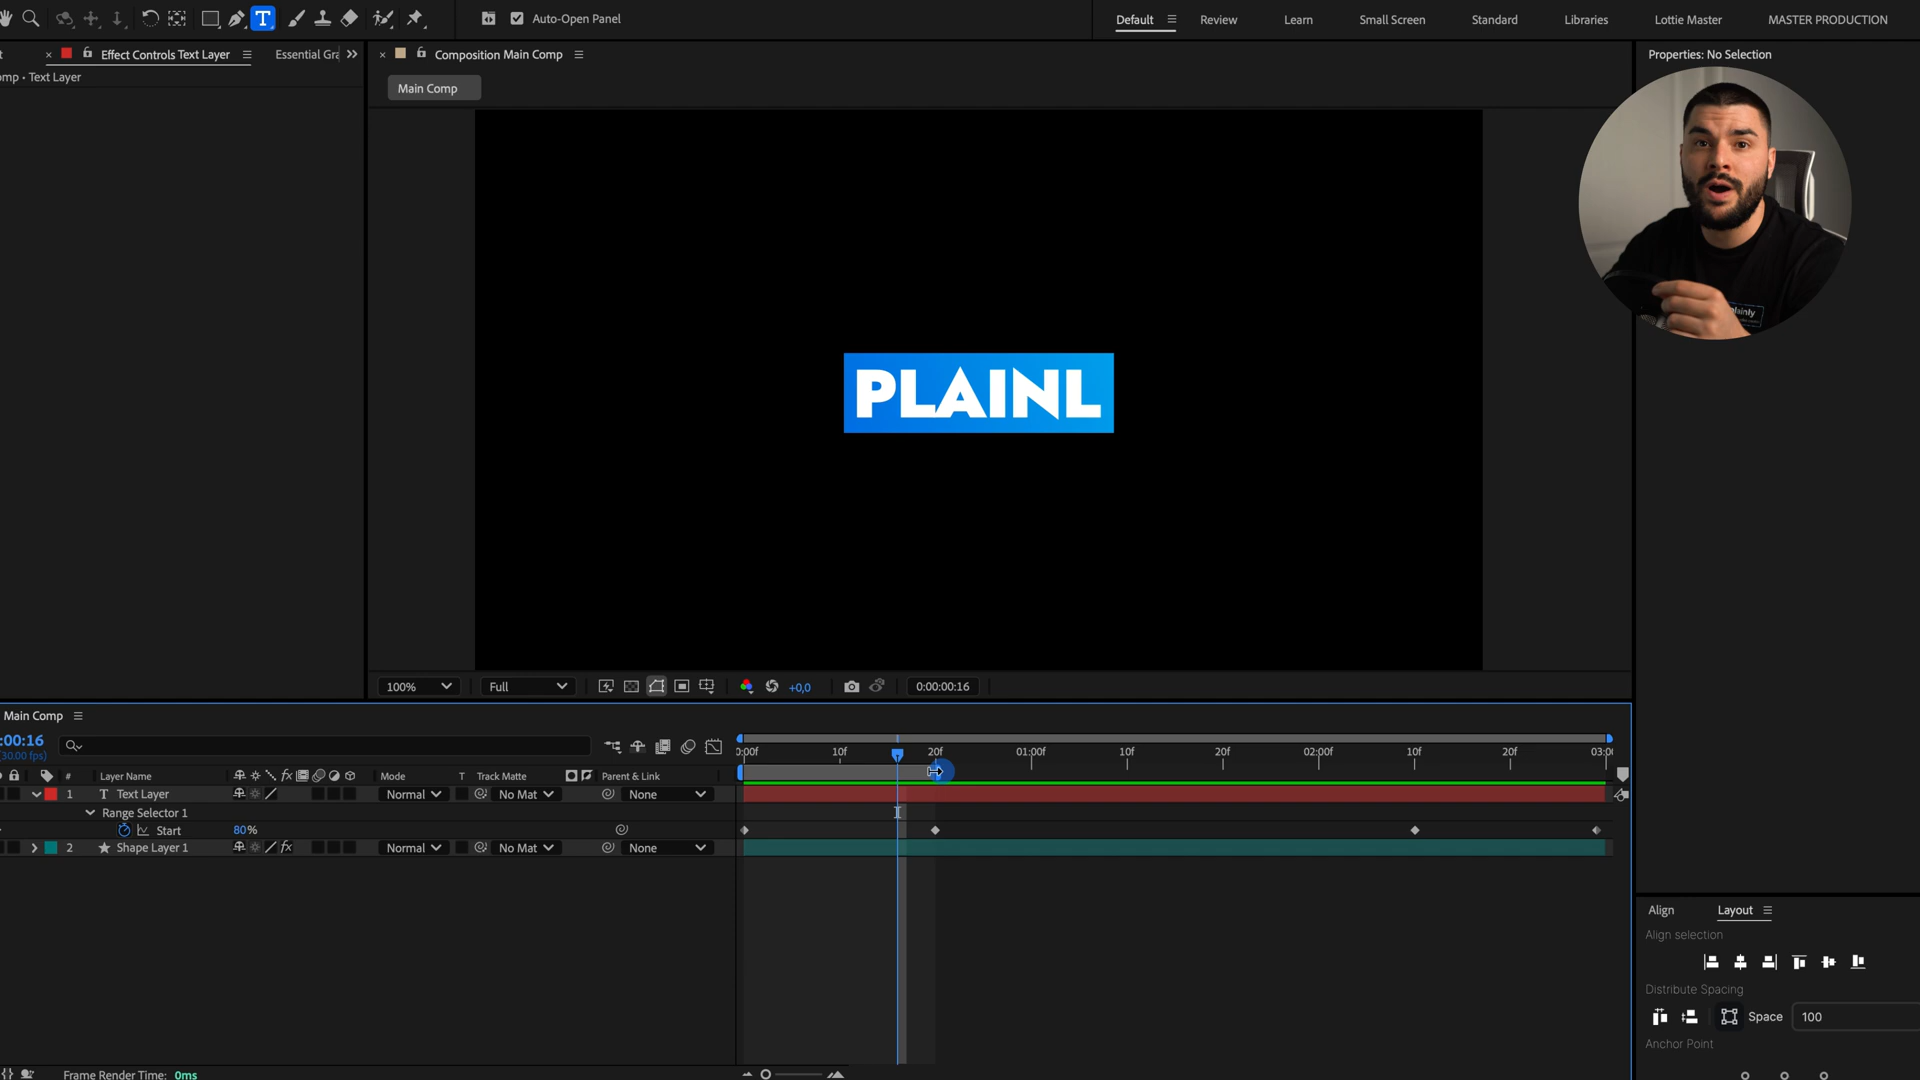 Auto-Open Panel
Default
Review
Learn
Small Screen
Standard
Libraries
Lottie Master
MASTER PRODUCTION
Effect Controls Text Layer
Essential Gra
Composition Main Comp
Properties: No Selection
omp • Text Layer
Main Comp
PLAINL
100%
Full
+0,0
0:00:00:16
Main Comp
:00:16
(30.00 fps)
0:00f
10f
20f
01:00f
10f
20f
02:00f
10f
20f
03:0
#
Layer Name
Mode
T
Track Matte
Parent & Link
1
T
Text Layer
Normal
No Mat
None
Range Selector 1
Start
80%
2
Shape Layer 1
Normal
No Mat
None
Align
Layout
Align selection
Distribute Spacing
Space
100
Anchor Point
Frame Render Time: 0ms